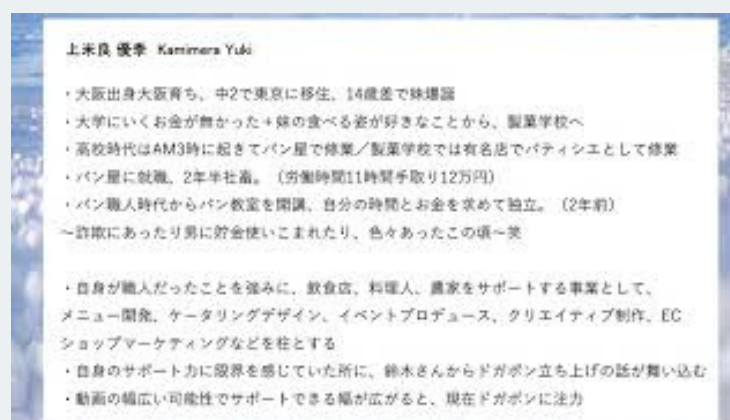 上米良 優季 Kamimera Yuki
・大阪出身大阪育ち、中2で東京に移住、14歳差で妹爆誕
・大学にいくお金が無かった+妹の食べる姿が好きなことから、製菓学校へ
・高校時代はAM3時に起きてパン屋で修業／製菓学校では有名店でパティシエとして修業
・パン屋に就職、2年半社畜。（労働時間11時間手取り12万円）
・パン職人時代からパン教室を開講、自分の時間とお金を求めて独立。（2年前）
〜詐欺にあったり男に貯金使いこまれたり、色々あったこの頃〜笑
・自身が職人だったことを強みに、飲食店、料理人、農家をサポートする事業として、
メニュー開発、ケータリングデザイン、イベントプロデュース、クリエイティブ制作、EC
ショップマーケティングなどを柱とする
・自身のサポート力に限界を感じていた所に、鈴木さんからドガポン立ち上げの話が舞い込む
・動画の幅広い可能性でサポートできる幅が広がると、現在ドガポンに注力